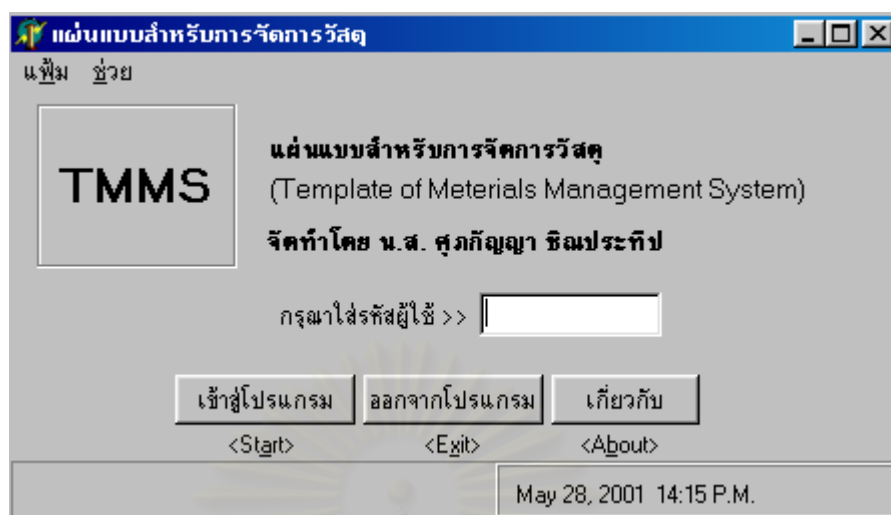 แผ่นแบบสำหรับการจัดการวัสดุ
แฟ้ม ช่วย
TMMS
แผ่นแบบสำหรับการจัดการวัสดุ
(Template of Meterials Management System)
จัดทำโดย น.ส. ศุภกัญญา ชิณประทีป
กรุณาใส่รหัสผู้ใช้ >>
เข้าสู่โปรแกรม ออกจากโปรแกรม เกี่ยวกับ
<Start> <Exit> <About>
May 28, 2001 14:15 P.M.